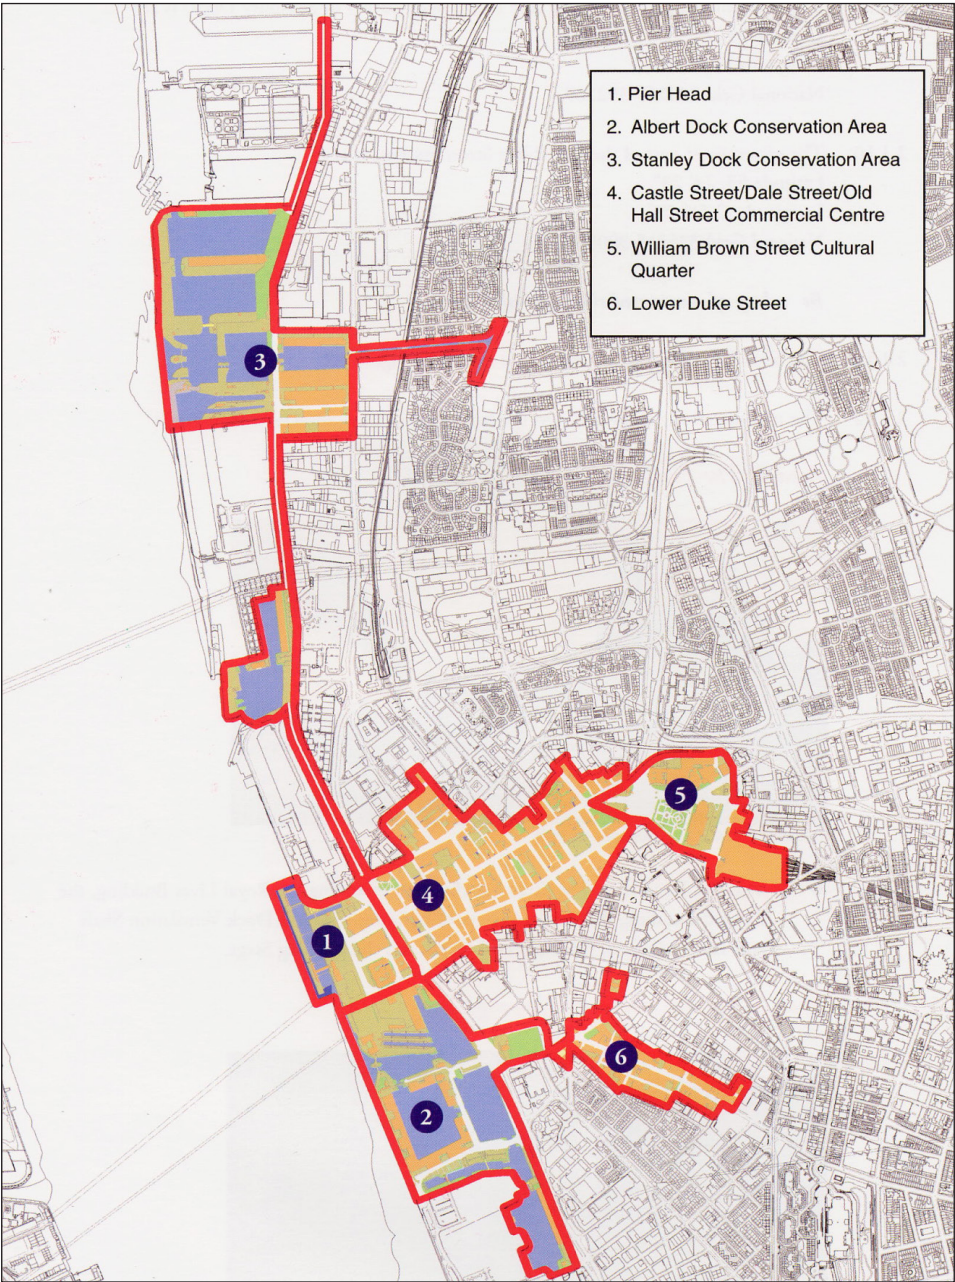 1. Pier Head
2. Albert Dock Conservation Area
3. Stanley Dock Conservation Area
4. Castle Street/Dale Street/Old
Hall Street Commercial Centre
5. William Brown Street Cultural
Quarter
6. Lower Duke Street
3
5
4
1
6
2